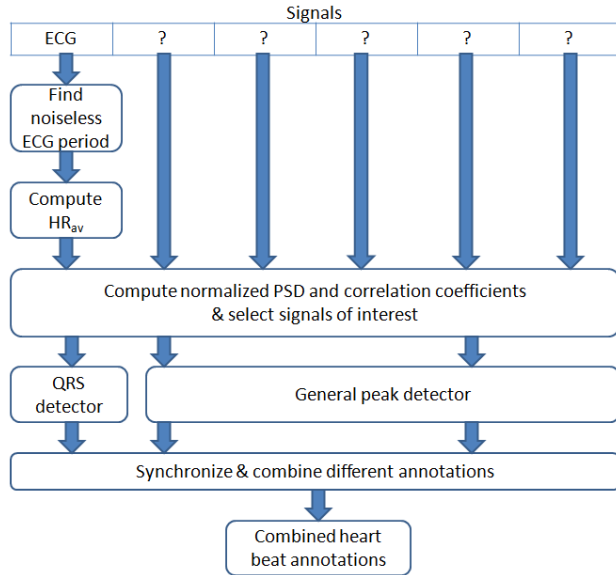 Signals
ECG ? ? ? ? ?
Find
noiseless
ECG period
Compute
HRav
Compute normalized PSD and correlation coefficients
& select signals of interest
QRS
detector
General peak detector
Synchronize & combine different annotations
Combined heart
beat annotations